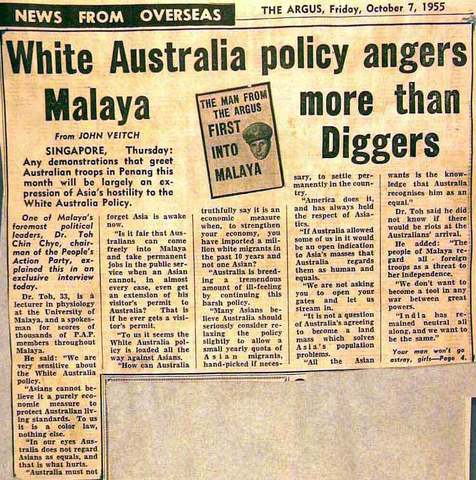 NEWS FROM OVERSEAS
THE ARGUS, Friday, October 7, 1955
White Australia policy angers
Malaya more than
Diggers
From JOHN VEITCH
SINGAPORE, Thursday:
Any demonstrations that greet
Australian troops in Penang
this month will be largely an ex-
pression of Asia's hostility to the
White Australia Policy.
THE MAN FROM
THE ARGUS
FIRST
INTO
MALAYA
One of Malaya's
foremost political
leaders, Dr. Toh
Chin Chye, chair-
man of the People's
Action Party, ex-
plained this in an
exclusive interview
today.
Dr. Toh, 33, is a
lecturer in physiology
at the University of
Malaya, and a spokes-
man for scores of
thousands of P.A.P.
members throughout
Malaya.
He said: "We are
very sensitive about
the White Australia
policy.
"Asians cannot be-
lieve it a purely eco-
nomic measure to
protect Australian liv-
ing standards. To us
it is a color law,
nothing else.
"In our eyes Aus-
tralia does not regard
Asians as equals, and
that is what hurts.
"Australia must not
forget Asia is awake
now.
"Is it fair that Aus-
tralians can come
freely into Malaya
and take permanent
jobs in the public ser-
vice when an Asian
cannot, in almost
every case, even get
an extension of his
visitor's permit to
Australia? That is
if he ever gets a visi-
tor's permit.
"To us it seems the
White Australia pol-
icy is loaded all the
way against Asians.
"How can Australia
truthfully say it is an
economic measure
when, to strengthen
your economy, you
have imported a mil-
lion white migrants in
the past 10 years and
not one Asian?
"Australia is breed-
ing a tremendous
amount of ill-feeling
by continuing this
harsh policy.
"Many Asians be-
lieve Australia should
seriously consider re-
laxing the policy
slightly to allow a
small yearly quota of
Asian migrants,
hand-picked if neces-
sary, to settle per-
manently in the coun-
try.
"America does it,
and has always held
the respect of Asia-
tics.
"If Australia allowed
some of us in it would
be an open indication
to Asia's masses that
Australia regards
them as human and
equals.
"We are not asking
you to open your
gates and let us
stream in.
"It is not a question
of Australia's agreeing
to become a land
mass which solves
Asia's population
problems.
"All the Asian
wants is the know-
ledge that Australia
recognises him as an
equal."
Dr. Toh said he did
not know if there
would be riots at the
Australians' arrival.
He added: "The
people of Malaya re-
gard all foreign
troops as a threat to
her independence.
"We don't want to
become a tool in any
war between great
powers.
"India has re-
mained neutral all
along, and we want to
be the same."
Your man won't go
astray, girls—Page 4.